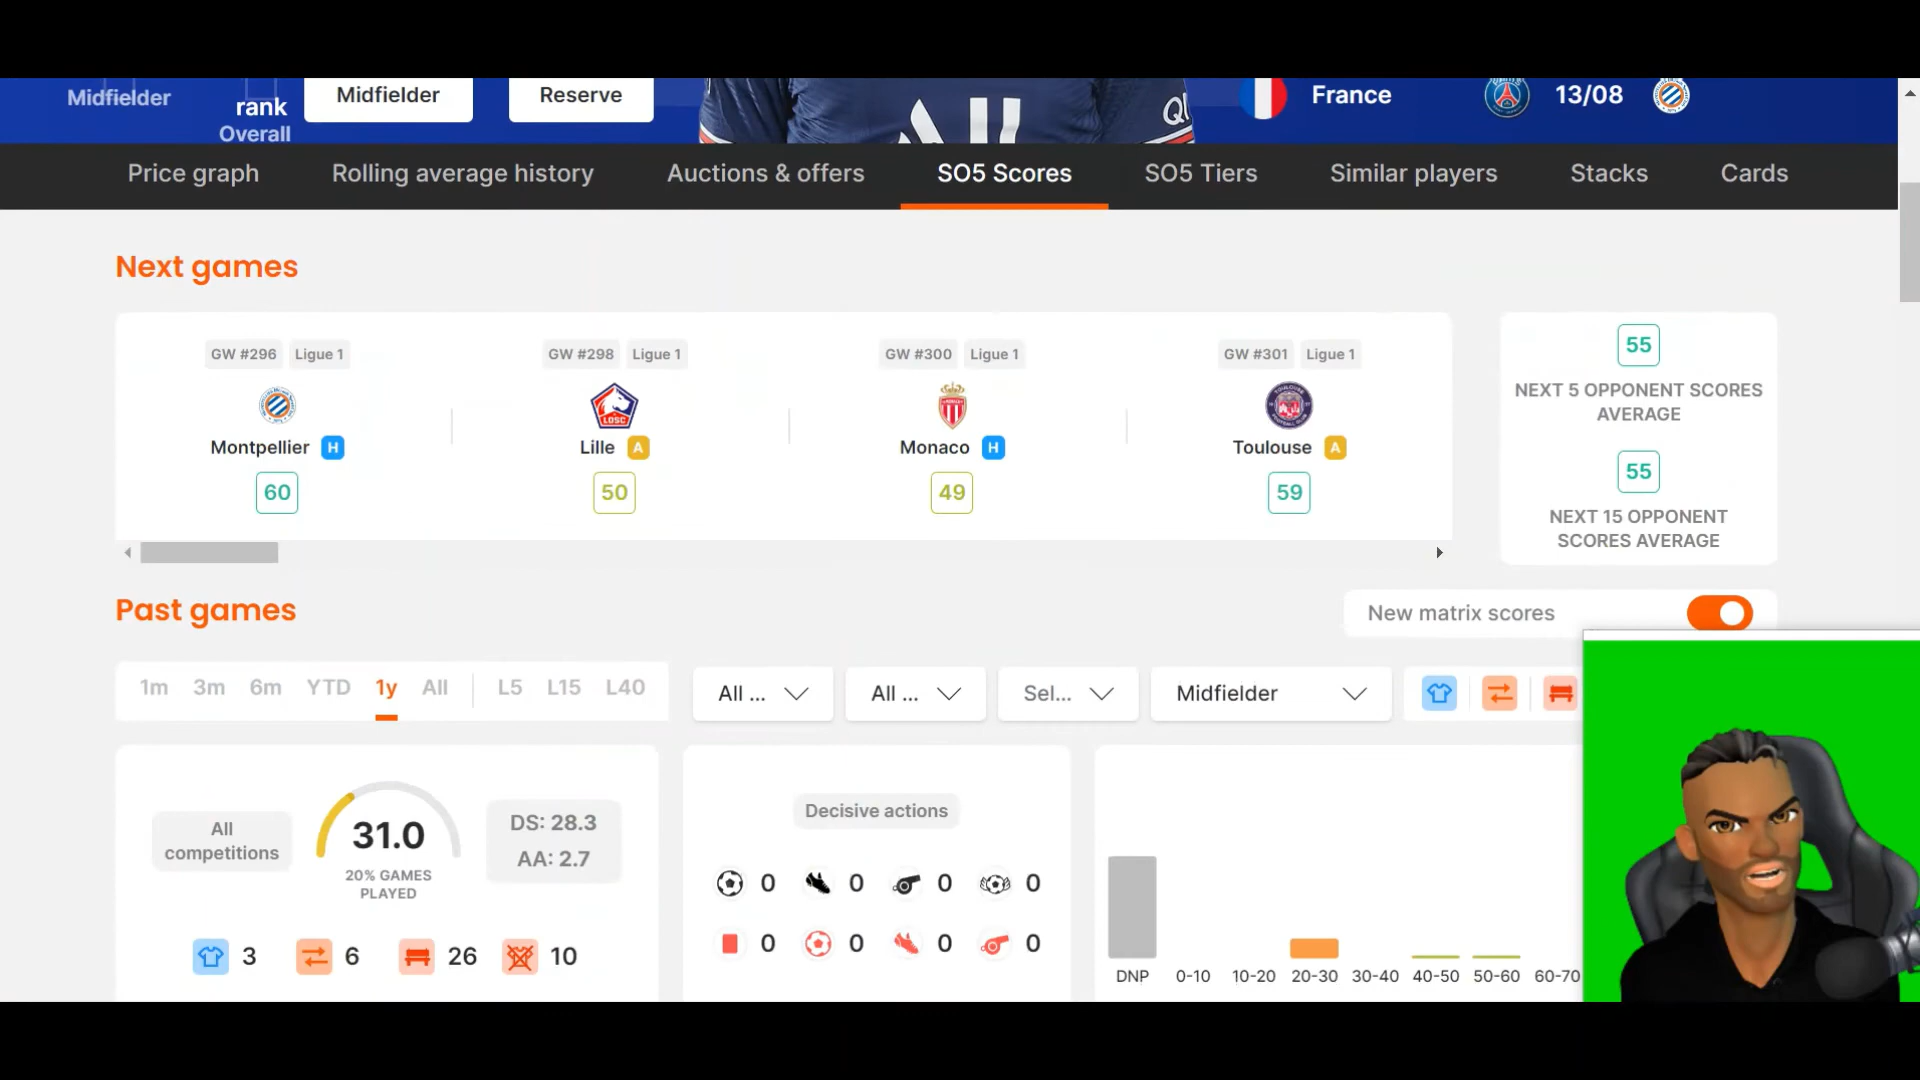 Midfielder
rank
Overall
Midfielder
Reserve
France
13/08
Price graph
Rolling average history
Auctions & offers
SO5 Scores
SO5 Tiers
Similar players
Stacks
Cards
Next games
GW #296 Ligue 1
Montpellier H
60
GW #298 Ligue 1
LOSC
Lille A
50
GW #300 Ligue 1
Monaco H
49
GW #301 Ligue 1
Toulouse A
59
55
NEXT 5 OPPONENT SCORES
AVERAGE
55
NEXT 15 OPPONENT
SCORES AVERAGE
Past games
New matrix scores
1m 3m 6m YTD 1y All L5 L15 L40
All ...
All ...
Sel...
Midfielder
All
competitions
31.0
20% GAMES
PLAYED
DS: 28.3
AA: 2.7
3 6 26 10
Decisive actions
0 0 0 0
0 0 0 0
DNP 0-10 10-20 20-30 30-40 40-50 50-60 60-70